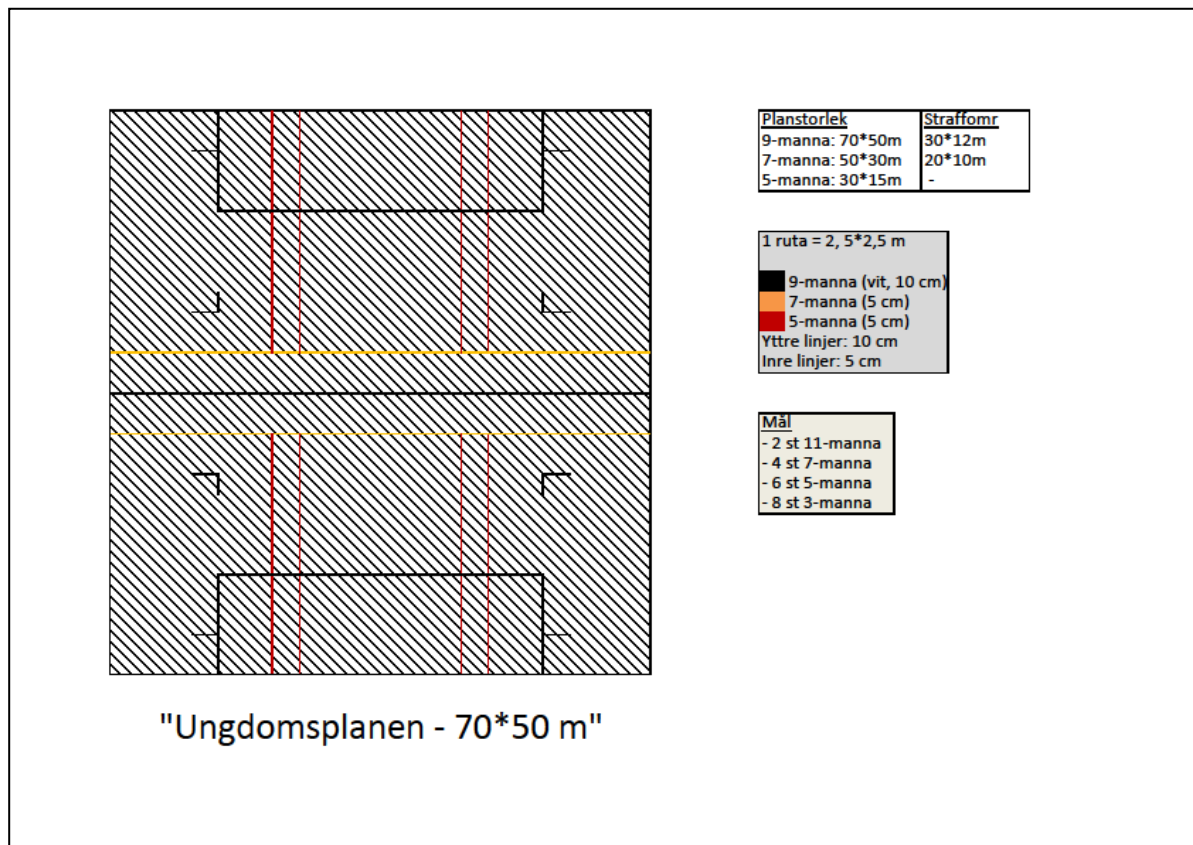 Planstorlek Straffomr
9-manna: 70*50m 30*12m
7-manna: 50*30m 20*10m
5-manna: 30*15m -
1 ruta = 2, 5*2,5 m
9-manna (vit, 10 cm)
7-manna (5 cm)
5-manna (5 cm)
Yttre linjer: 10 cm
Inre linjer: 5 cm
Mål
- 2 st 11-manna
- 4 st 7-manna
- 6 st 5-manna
- 8 st 3-manna
"Ungdomsplanen - 70*50 m"